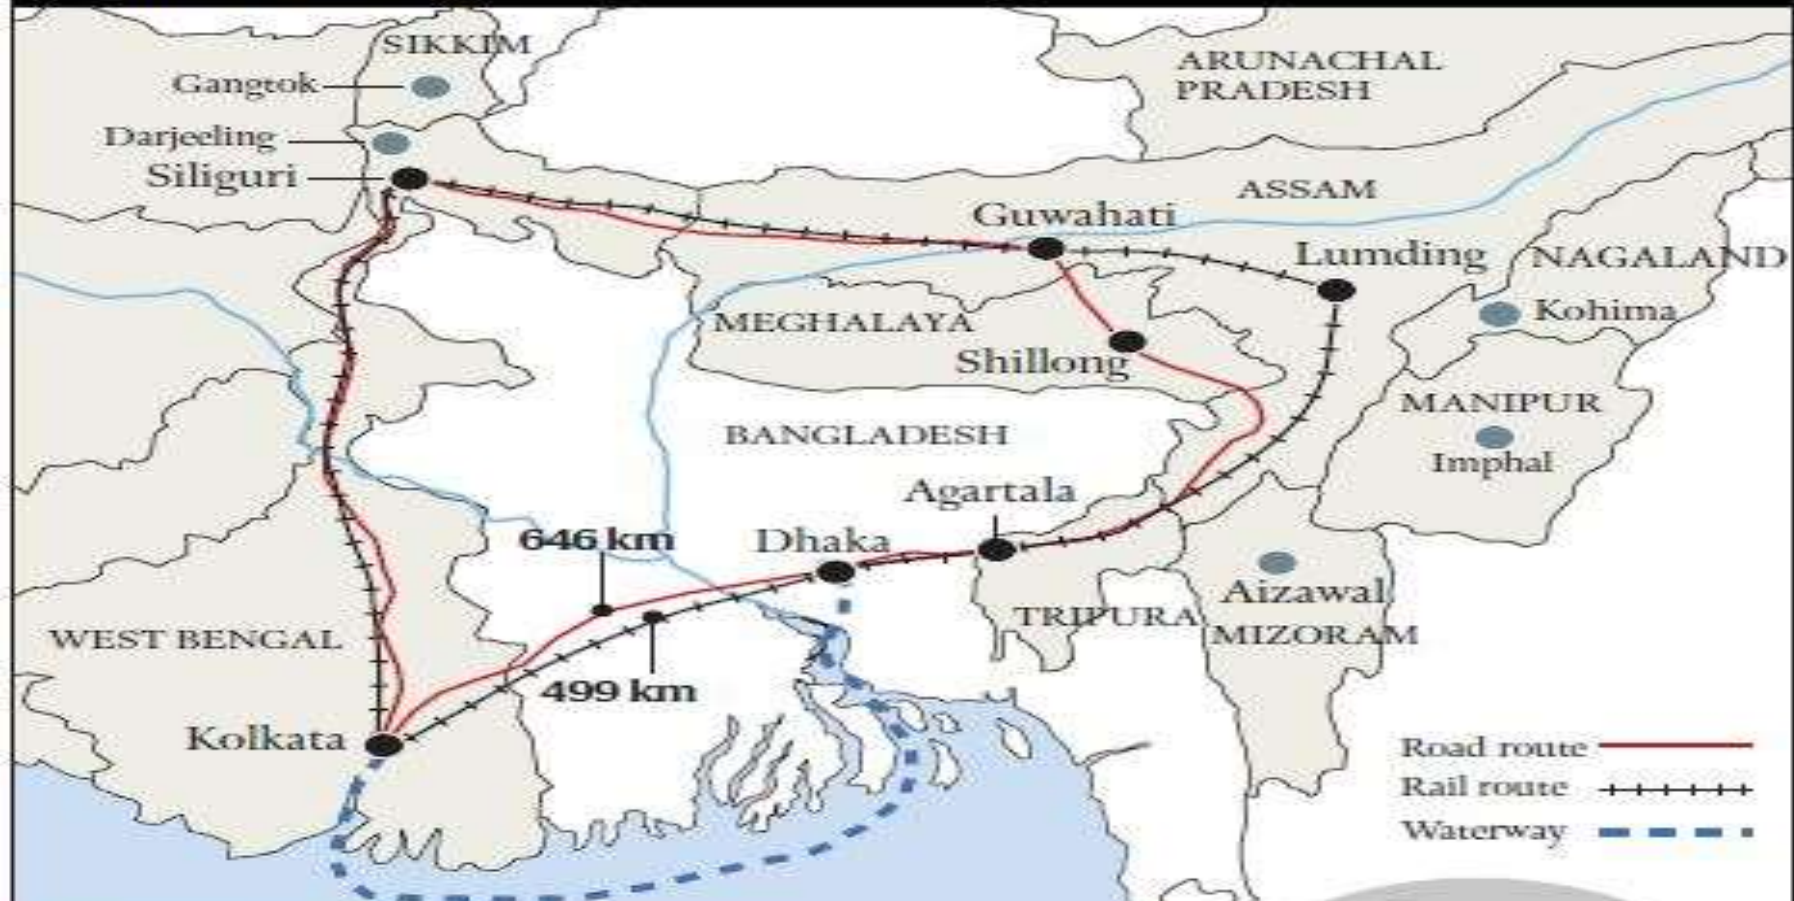 SIKKIM
Gangtok
Darjeeling
Siliguri
ARUNACHAL
PRADESH
ASSAM
Guwahati
Lumding
NAGALAND
Kohima
MEGHALAYA
Shillong
MANIPUR
Imphal
BANGLADESH
Agartala
646 km
Dhaka
Aizawal
TRIPURA
MIZORAM
WEST BENGAL
499 km
Kolkata
Road route
Rail route
Waterway